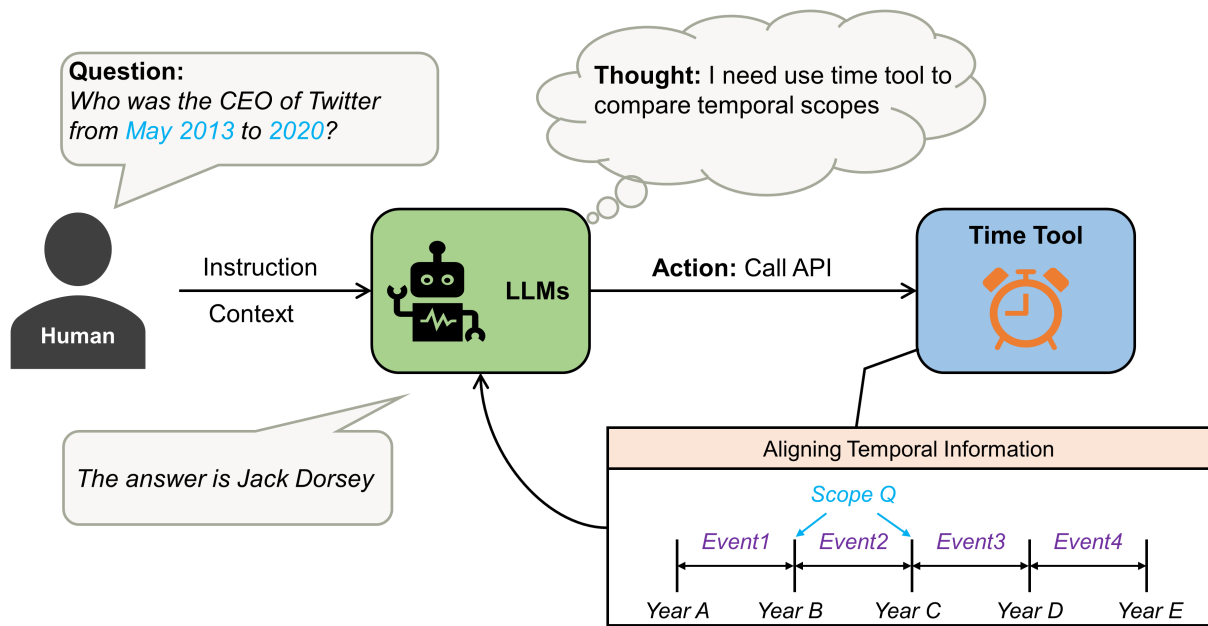 Question:
Who was the CEO of Twitter
from May 2013 to 2020?
Thought: I need use time tool to
compare temporal scopes
Human
Instruction
Context
LLMs
Action: Call API
Time Tool
The answer is Jack Dorsey
Aligning Temporal Information
Scope Q
Event1 Event2 Event3 Event4
Year A Year B Year C Year D Year E